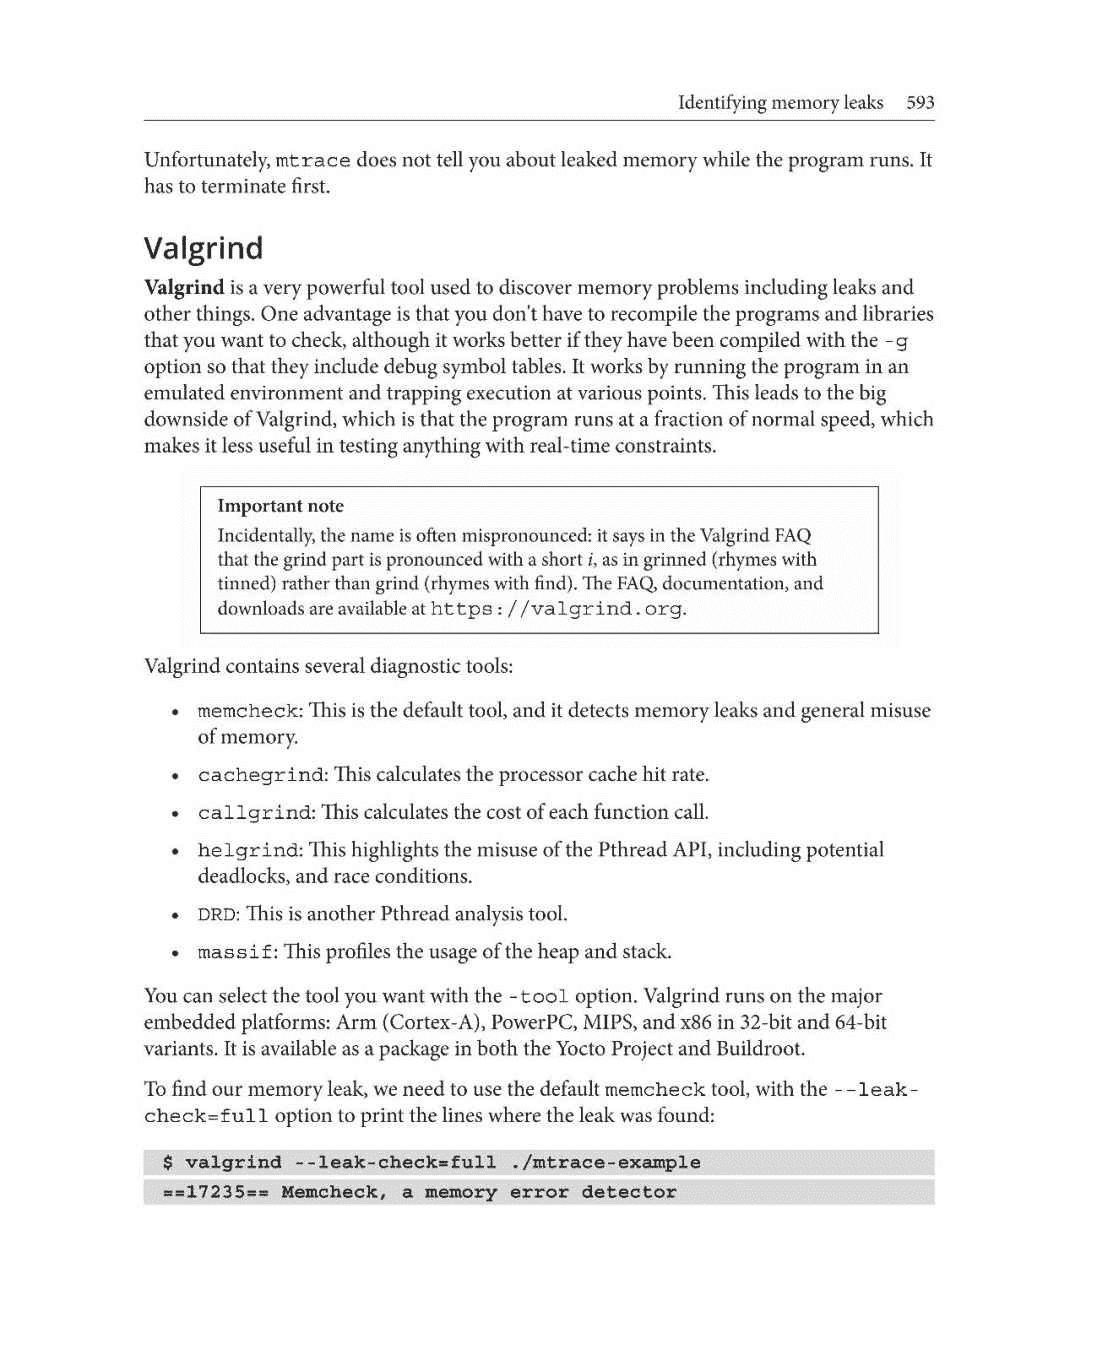 Identifying memory leaks 593
Unfortunately, mtrace does not tell you about leaked memory while the program runs. It
has to terminate first.
Valgrind
Valgrind is a very powerful tool used to discover memory problems including leaks and
other things. One advantage is that you don't have to recompile the programs and libraries
that you want to check, although it works better if they have been compiled with the -g
option so that they include debug symbol tables. It works by running the program in an
emulated environment and trapping execution at various points. This leads to the big
downside of Valgrind, which is that the program runs at a fraction of normal speed, which
makes it less useful in testing anything with real-time constraints.
Important note
Incidentally, the name is often mispronounced: it says in the Valgrind FAQ
that the grind part is pronounced with a short i, as in grinned (rhymes with
tinned) rather than grind (rhymes with find). The FAQ, documentation, and
downloads are available at https://valgrind.org.
Valgrind contains several diagnostic tools:
• memcheck: This is the default tool, and it detects memory leaks and general misuse
of memory.
• cachegrind: This calculates the processor cache hit rate.
• callgrind: This calculates the cost of each function call.
• helgrind: This highlights the misuse of the Pthread API, including potential
deadlocks, and race conditions.
• DRD: This is another Pthread analysis tool.
• massif: This profiles the usage of the heap and stack.
You can select the tool you want with the -tool option. Valgrind runs on the major
embedded platforms: Arm (Cortex-A), PowerPC, MIPS, and x86 in 32-bit and 64-bit
variants. It is available as a package in both the Yocto Project and Buildroot.
To find our memory leak, we need to use the default memcheck tool, with the --leak-
check=full option to print the lines where the leak was found:
$ valgrind --leak-check=full ./mtrace-example
==17235== Memcheck, a memory error detector